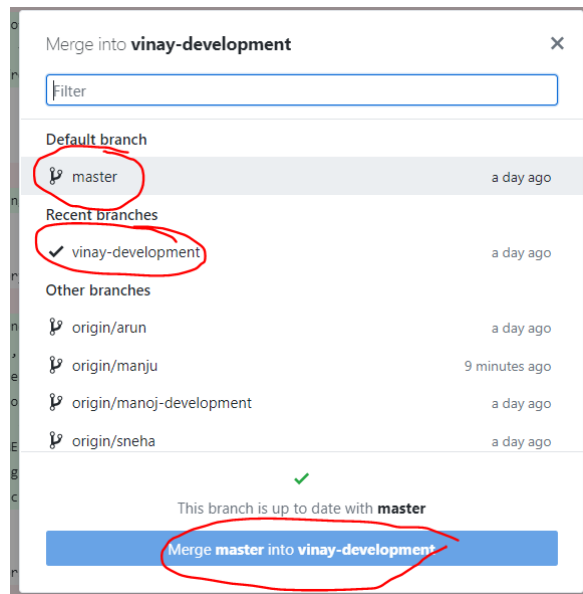 Merge into vinay-development
Filter
Default branch
master a day ago
Recent branches
vinay-development a day ago
Other branches
origin/arun a day ago
origin/manju 9 minutes ago
origin/manoj-development a day ago
origin/sneha a day ago
This branch is up to date with master
Merge master into vinay-development